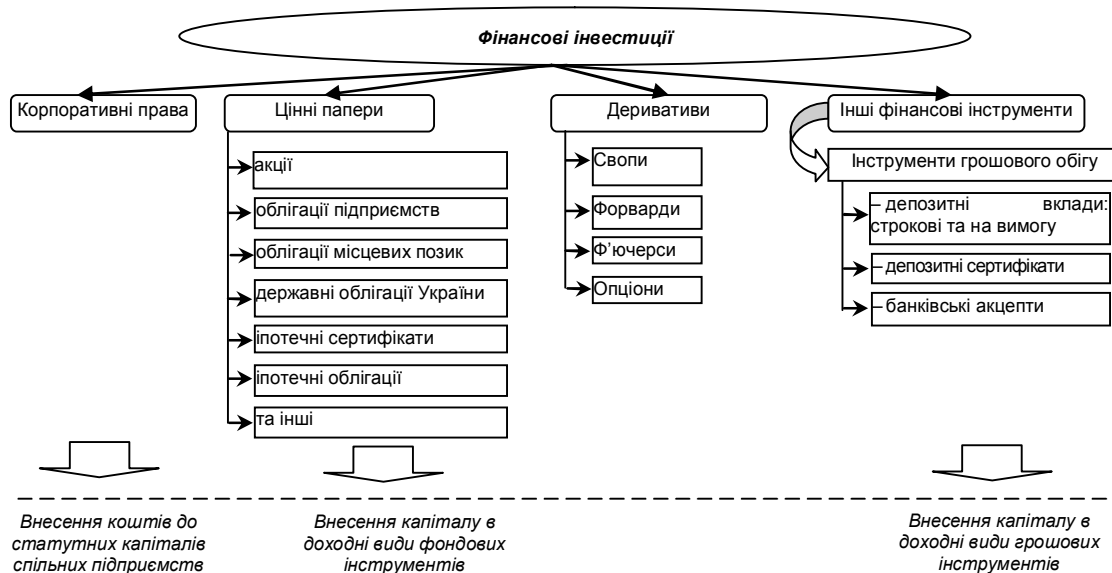 Фінансові інвестиції
Корпоративні права
Цінні папери
Деривативи
Інші фінансові інструменти
акції
облігації підприємств
облігації місцевих позик
державні облігації України
іпотечні сертифікати
іпотечні облігації
та інші
Свопи
Форварди
Ф'ючерси
Опціони
Інструменти грошового обігу
– депозитні вклади:
строкові та на вимогу
– депозитні сертифікати
– банківські акцепти
Внесення коштів до
статутних капіталів
спільних підприємств
Внесення капіталу в
доходні види фондових
інструментів
Внесення капіталу в
доходні види грошових
інструментів